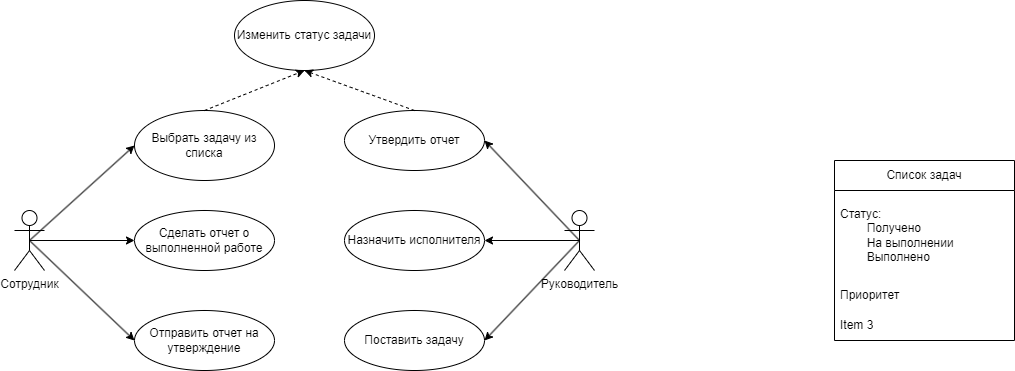 Изменить статус задачи
Выбрать задачу из
списка
Утвердить отчет
Сделать отчет о
выполненной работе
Назначить исполнителя
Сотрудник
Руководитель
Отправить отчет на
утверждение
Поставить задачу
Список задач
Статус:
Получено
На выполнении
Выполнено
Приоритет
Item 3